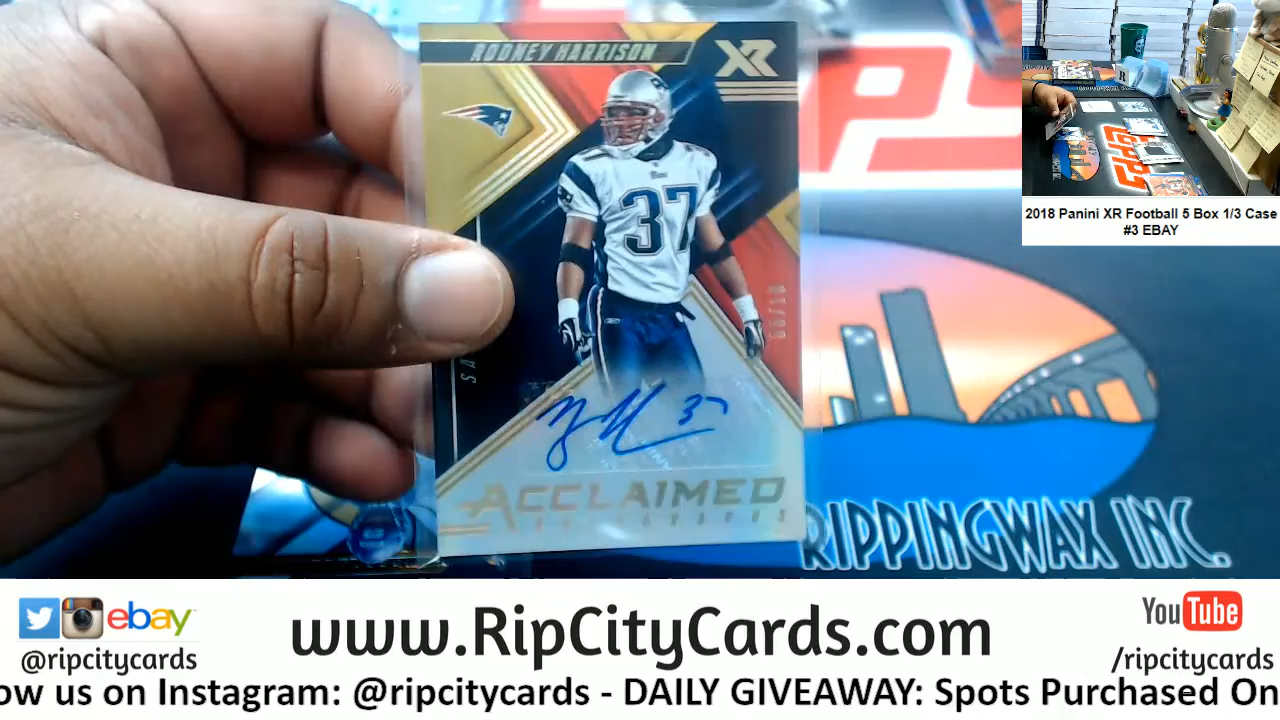 RODNEY HARRISON
XR
37
37
ACCLAIMED
RIPPINGWAX INC.
2018 Panini XR Football 5 Box 1/3 Case
#3 EBAY
ebay
@ripcitycards
www.RipCityCards.com
YouTube
/ripcitycards
ow us on Instagram: @ripcitycards - DAILY GIVEAWAY: Spots Purchased On